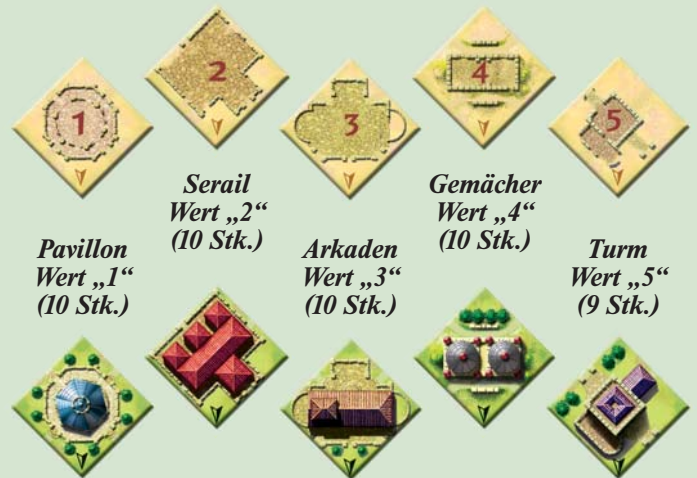 1
2
3
4
5
Pavillon
Wert „1“
(10 Stk.)
Serail
Wert „2“
(10 Stk.)
Arkaden
Wert „3“
(10 Stk.)
Gemächer
Wert „4“
(10 Stk.)
Turm
Wert „5“
(9 Stk.)